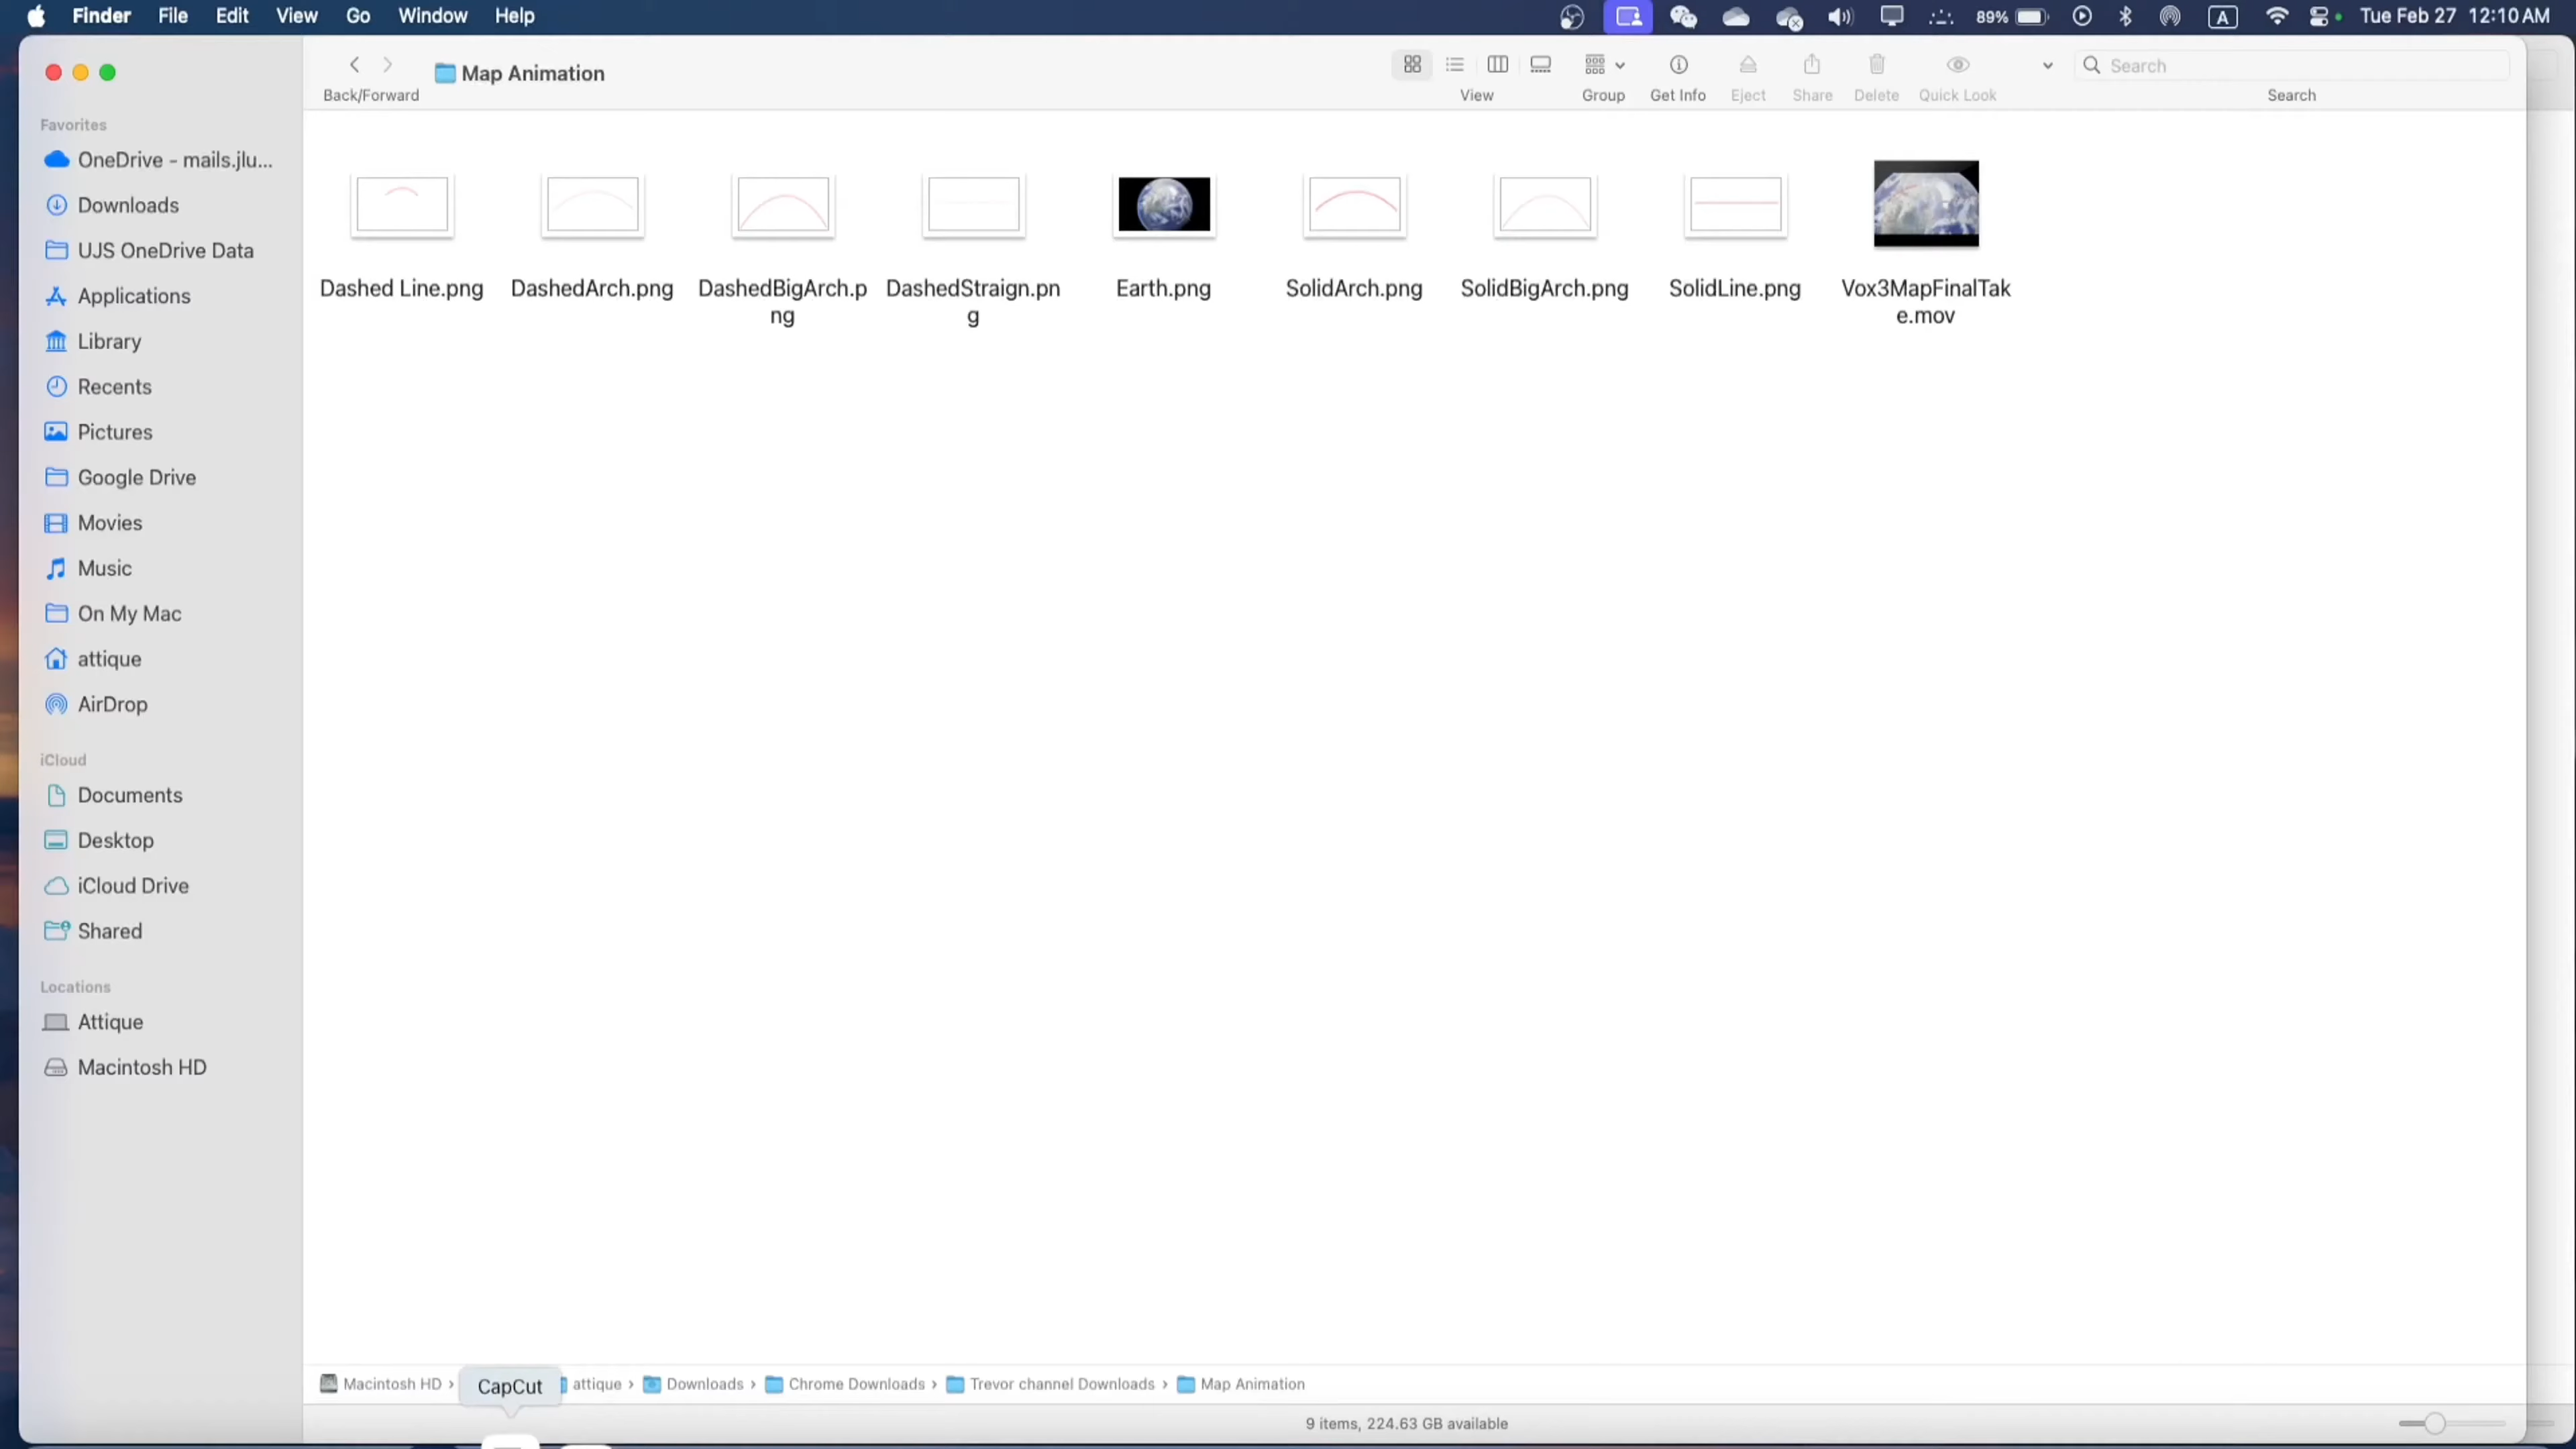 Finder File Edit View Go Window Help
89%
A
Tue Feb 27 12:10 AM
Back/Forward
Map Animation
View
Group
Get Info
Eject
Share
Delete
Quick Look
Search
Search
Favorites
OneDrive - mails.jlu...
Downloads
UJS OneDrive Data
Applications
Library
Recents
Pictures
Google Drive
Movies
Music
On My Mac
attique
AirDrop
iCloud
Documents
Desktop
iCloud Drive
Shared
Locations
Attique
Macintosh HD
Dashed Line.png
DashedArch.png
DashedBigArch.p
ng
DashedStraign.pn
g
Earth.png
SolidArch.png
SolidBigArch.png
SolidLine.png
Vox3MapFinalTak
e.mov
Macintosh HD › CapCut attique › Downloads › Chrome Downloads › Trevor channel Downloads › Map Animation
9 items, 224.63 GB available